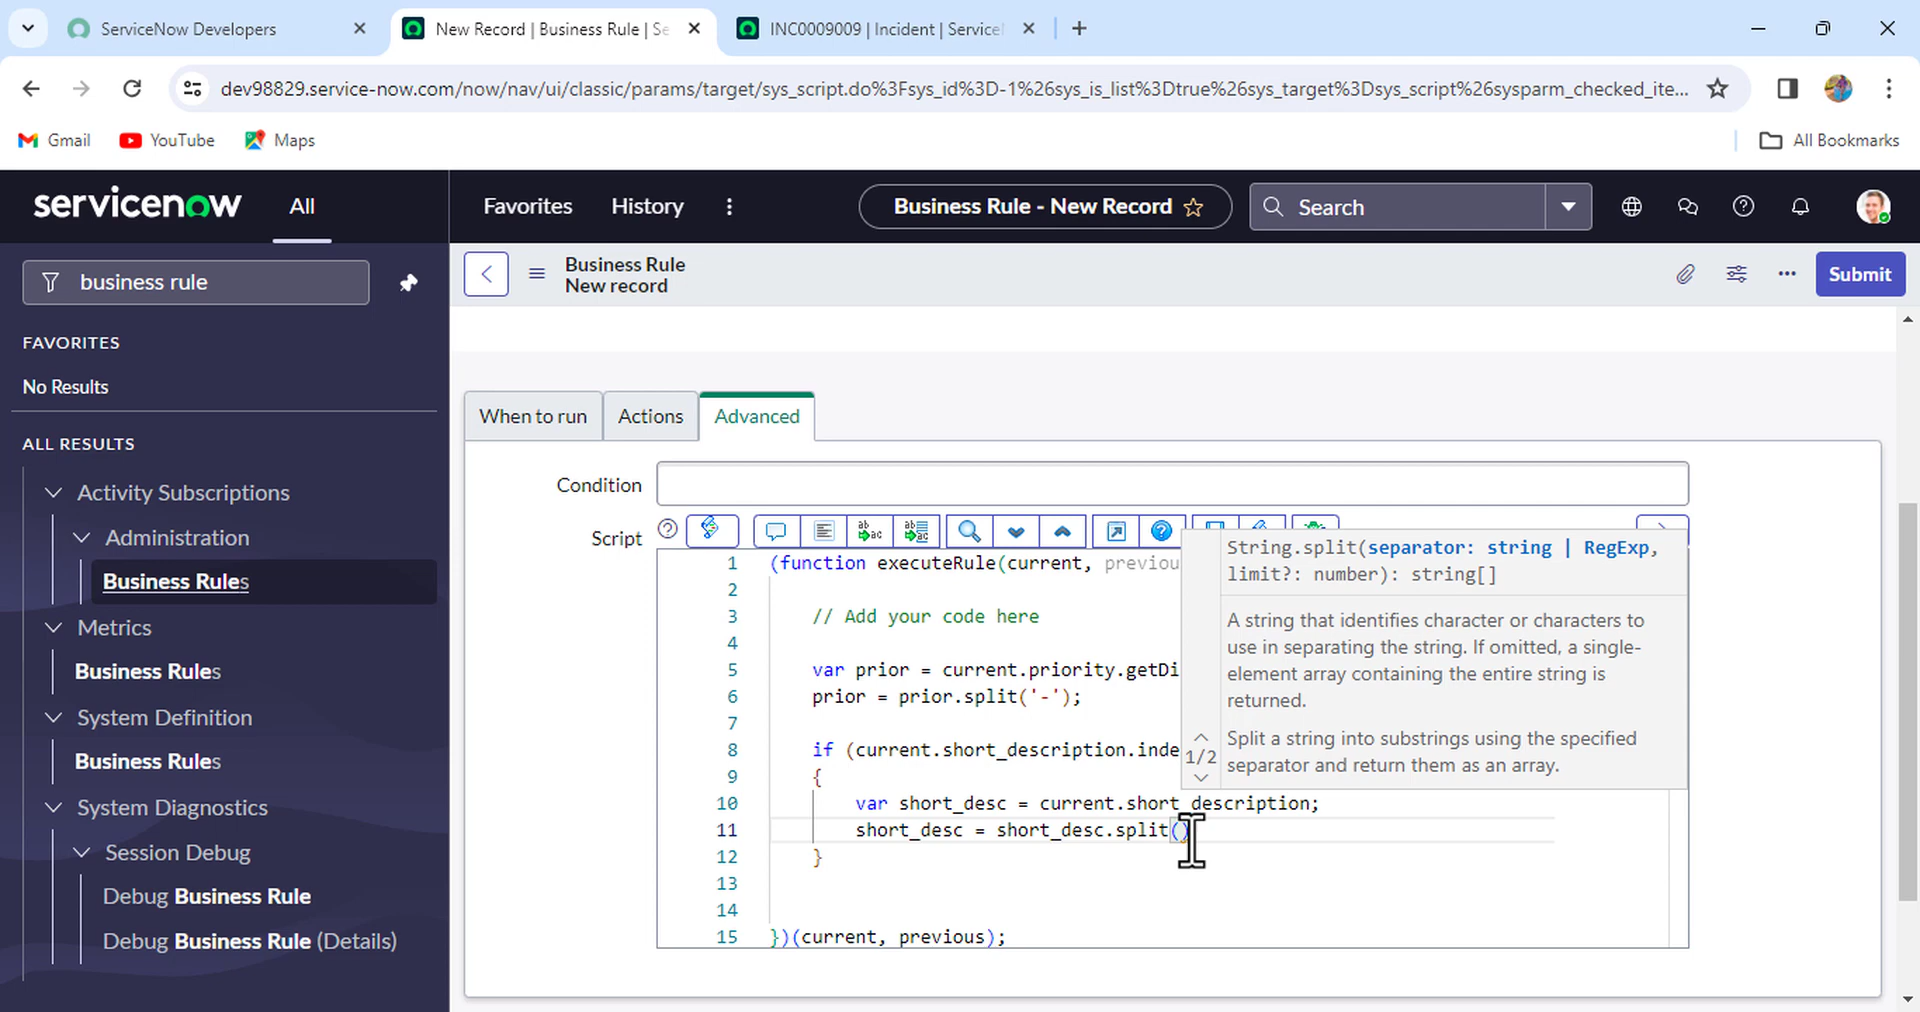 ServiceNow Developers
New Record | Business Rule | Se
INC0009009 | Incident | Service
dev98829.service-now.com/now/nav/ui/classic/params/target/sys_script.do%3Fsys_id%3D-1%26sys_is_list%3Dtrue%26sys_target%3Dsys_script%26sysparm_checked_ite...
Gmail
YouTube
Maps
All Bookmarks
servicenow
All
Favorites
History
Business Rule - New Record
Search
business rule
Business Rule
New record
Submit
FAVORITES
No Results
ALL RESULTS
Activity Subscriptions
Administration
Business Rules
Metrics
Business Rules
System Definition
Business Rules
System Diagnostics
Session Debug
Debug Business Rule
Debug Business Rule (Details)
When to run
Actions
Advanced
Condition
Script
1 (function executeRule(current, previou
2
3 // Add your code here
4
5 var prior = current.priority.getDi
6 prior = prior.split('-');
7
8 if (current.short_description.inde
9 {
10 var short_desc = current.short_description;
11 short_desc = short_desc.split()
12 }
13
14
15 })(current, previous);
String.split(separator: string | RegExp,
limit?: number): string[]
A string that identifies character or characters to
use in separating the string. If omitted, a single-
element array containing the entire string is
returned.
1/2
Split a string into substrings using the specified
separator and return them as an array.